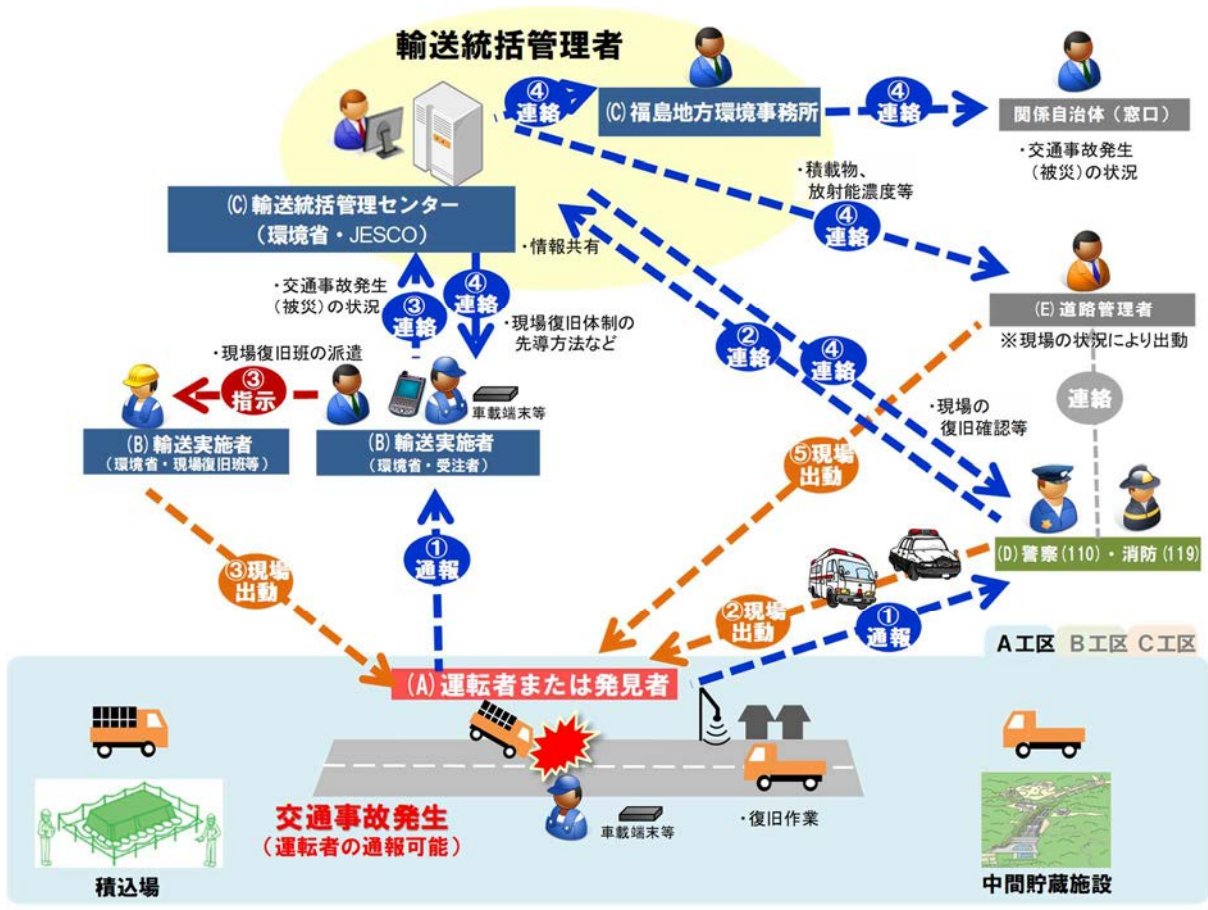 輸送統括管理者
④
連絡
(C) 福島地方環境事務所
④
連絡
関係自治体（窓口）
・交通事故発生
（被災）の状況
(C) 輸送統括管理センター
（環境省・JESCO）
・積載物、
放射能濃度等
④
連絡
・情報共有
・交通事故発生
（被災）の状況
③
連絡
④
連絡
・現場復旧体制の
先導方法など
②
連絡
④
連絡
(E) 道路管理者
※現場の状況により出動
連絡
・現場の
復旧確認等
・現場復旧班の派遣
③
指示
車載端末等
(B) 輸送実施者
（環境省・現場復旧班等）
(B) 輸送実施者
（環境省・受注者）
⑤現場
出動
(D) 警察(110)・消防(119)
③現場
出動
①
通報
②現場
出動
①
通報
A工区 B工区 C工区
(A) 運転者または発見者
交通事故発生
（運転者の通報可能）
車載端末等
・復旧作業
積込場
中間貯蔵施設